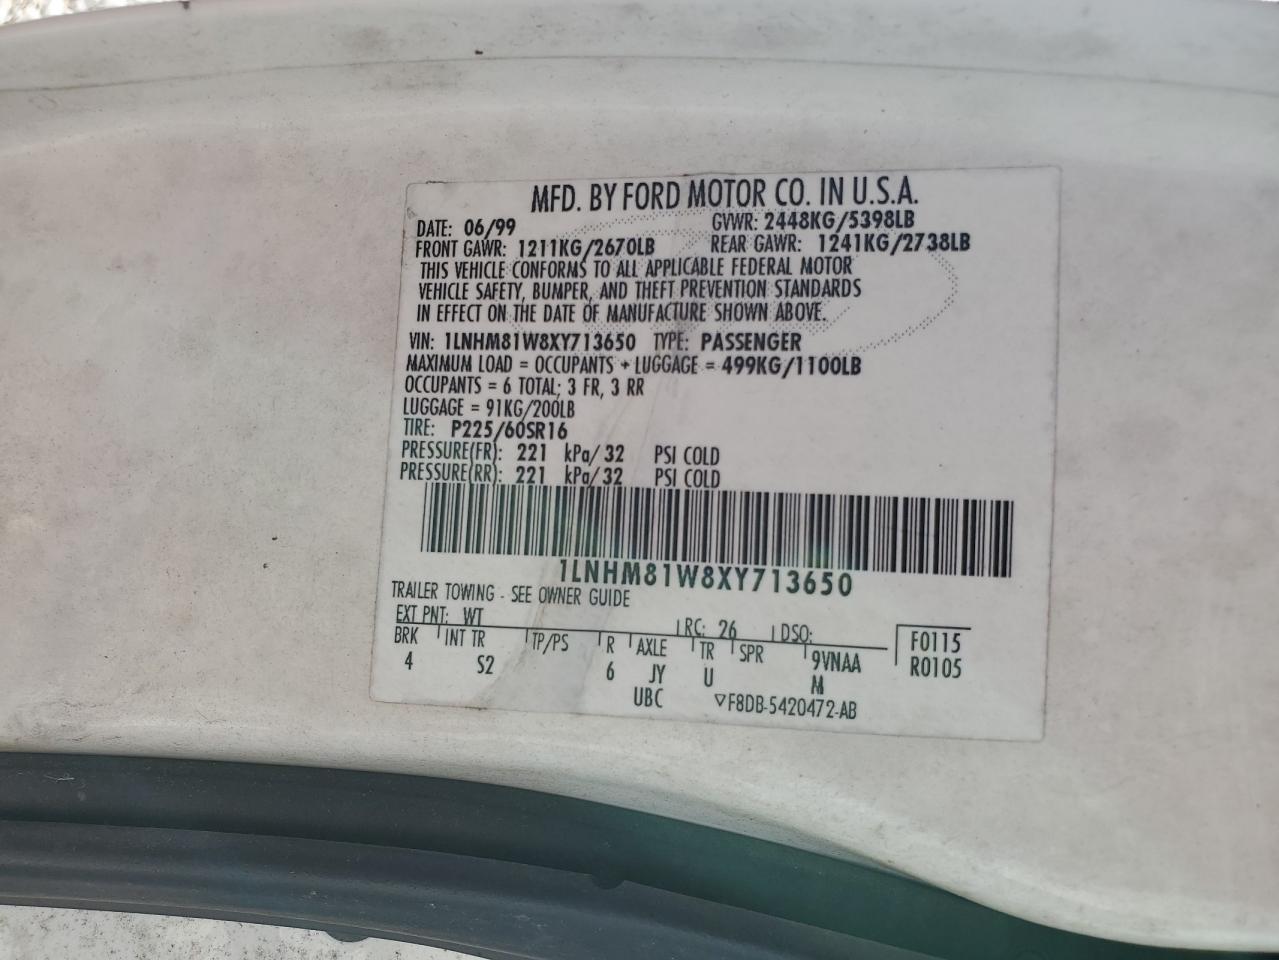 MFD. BY FORD MOTOR CO. IN U.S.A.
DATE: 06/99 GVWR: 2448KG/5398LB
FRONT GAWR: 1211KG/2670LB REAR GAWR: 1241KG/2738LB
THIS VEHICLE CONFORMS TO ALL APPLICABLE FEDERAL MOTOR
VEHICLE SAFETY, BUMPER, AND THEFT PREVENTION STANDARDS
IN EFFECT ON THE DATE OF MANUFACTURE SHOWN ABOVE.
VIN: 1LNHM81W8XY713650 TYPE: PASSENGER
MAXIMUM LOAD = OCCUPANTS + LUGGAGE = 499KG/1100LB
OCCUPANTS = 6 TOTAL; 3 FR, 3 RR
LUGGAGE = 91KG/200LB
TIRE: P225/60SR16
PRESSURE(FR): 221 kPa/32 PSI COLD
PRESSURE(RR): 221 kPa/32 PSI COLD
1LNHM81W8XY713650
TRAILER TOWING - SEE OWNER GUIDE
EXT PNT: WT RC: 26 DSO: F0115
BRK INT TR TP/PS R AXLE TR SPR 9VNAA R0105
4 S2 6 JY U M
UBC ▽F8DB-5420472-AB